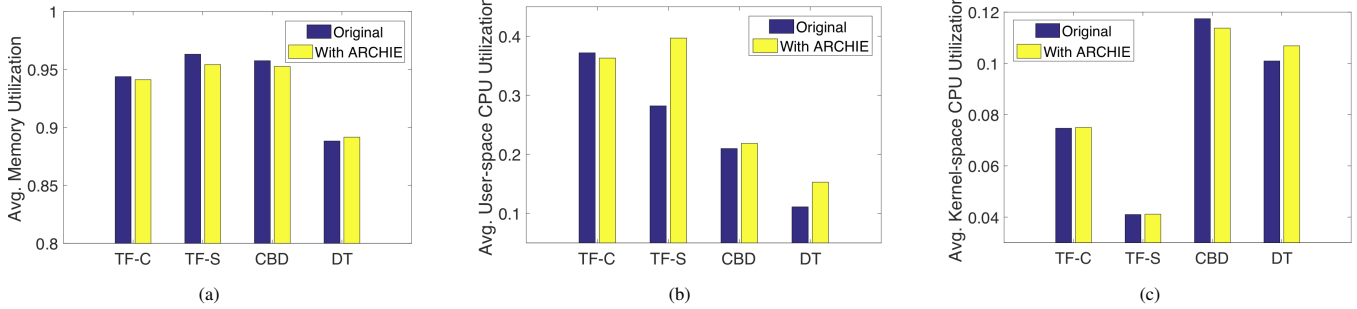 Avg. Memory Utilization
1
0.95
0.9
0.85
0.8
Original
With ARCHIE
TF-C TF-S CBD DT
(a)
Avg. User-space CPU Utilization
0.4
0.3
0.2
0.1
Original
With ARCHIE
TF-C TF-S CBD DT
(b)
Avg. Kernel-space CPU Utilization
0.12
0.1
0.08
0.06
0.04
Original
With ARCHIE
TF-C TF-S CBD DT
(c)